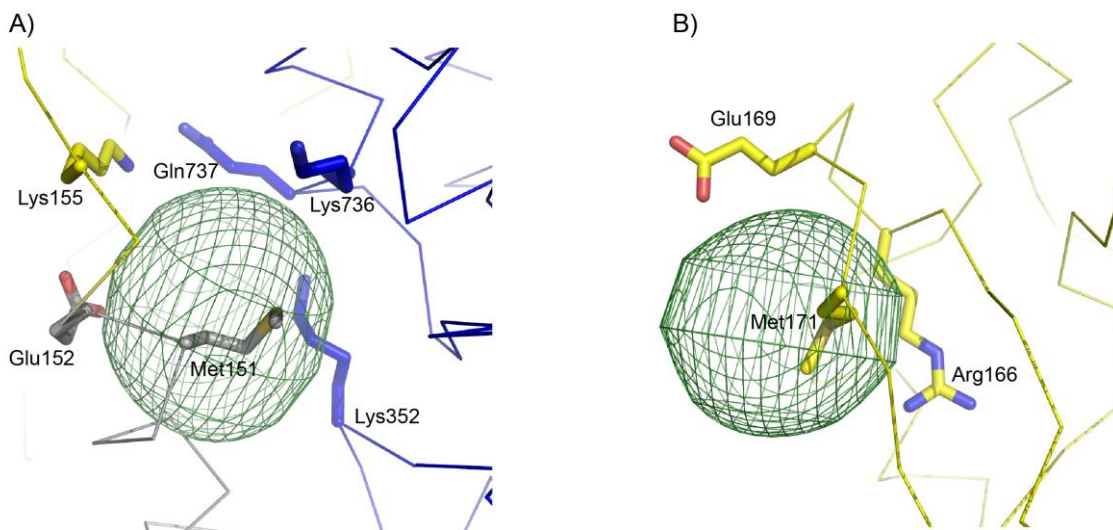 A)
B)
Glu169
Gln737
Lys155
Lys736
Glu152
Met151
Met171
Arg166
Lys352